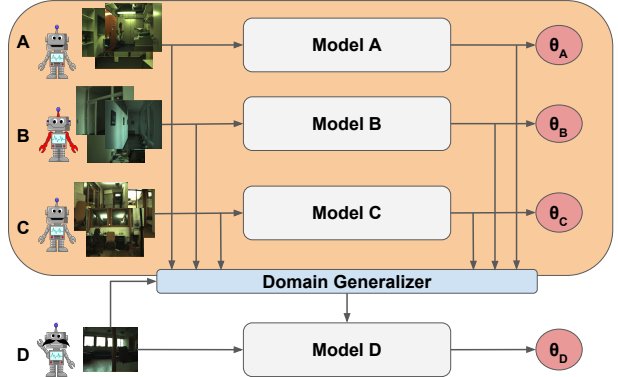 A
Model A
θA
B
Model B
θB
C
Model C
θC
Domain Generalizer
D
Model D
θD